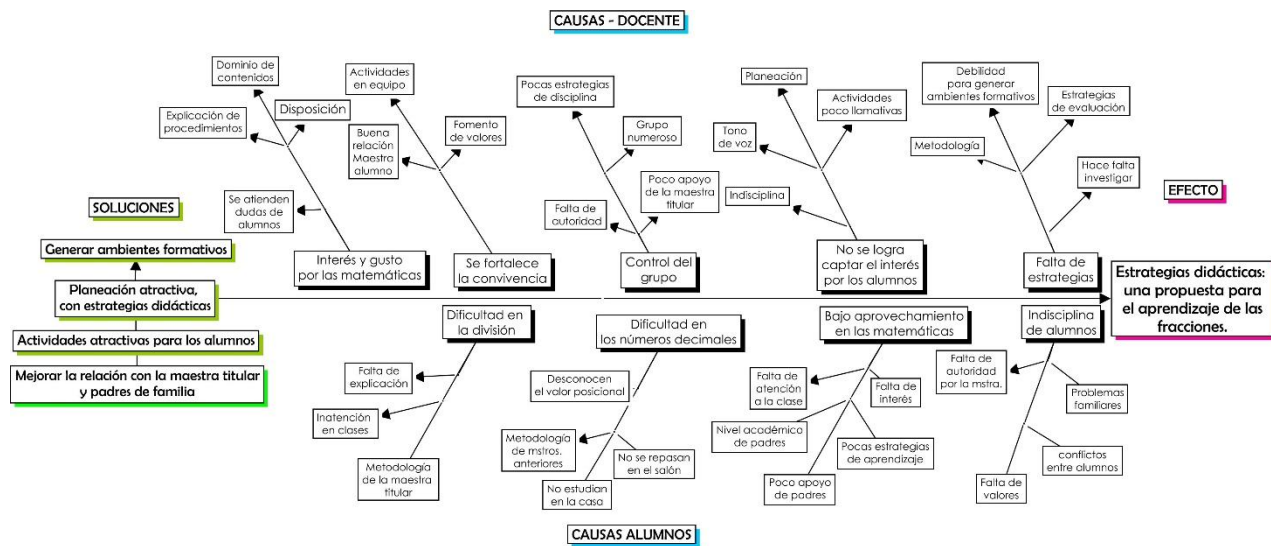 CAUSAS - DOCENTE
Dominio de
contenidos
Explicación de
procedimientos
Disposición
Se atienden
dudas de
alumnos
Interés y gusto
por las matemáticas
Actividades
en equipo
Buena
relación
Maestra
alumno
Fomento
de valores
Se fortalece
la convivencia
Pocas estrategias
de disciplina
Grupo
numeroso
Falta de
autoridad
Poco apoyo
de la maestra
titular
Control del
grupo
Planeación
Actividades
poco llamativas
Tono
de voz
Indisciplina
No se logra
captar el interés
por los alumnos
Debilidad
para generar
ambientes formativos
Estrategias
de evaluación
Metodología
Hace falta
investigar
Falta de
estrategias
SOLUCIONES
Generar ambientes formativos
Planeación atractiva,
con estrategias didácticas
Actividades atractivas para los alumnos
Mejorar la relación con la maestra titular
y padres de familia
EFECTO
Estrategias didácticas:
una propuesta para
el aprendizaje de las
fracciones.
Dificultad en
la división
Falta de
explicación
Inatención
en clases
Metodología
de la maestra
titular
Dificultad en
los números decimales
Desconocen
el valor posicional
Metodología
de mstros.
anteriores
No se repasan
en el salón
No estudian
en la casa
Bajo aprovechamiento
en las matemáticas
Falta de
atención
a la clase
Falta de
interés
Nivel académico
de padres
Pocas estrategias
de aprendizaje
Poco apoyo
de padres
Indisciplina
de alumnos
Falta de
autoridad
por la mstra.
Problemas
familiares
conflictos
entre alumnos
Falta de
valores
CAUSAS ALUMNOS